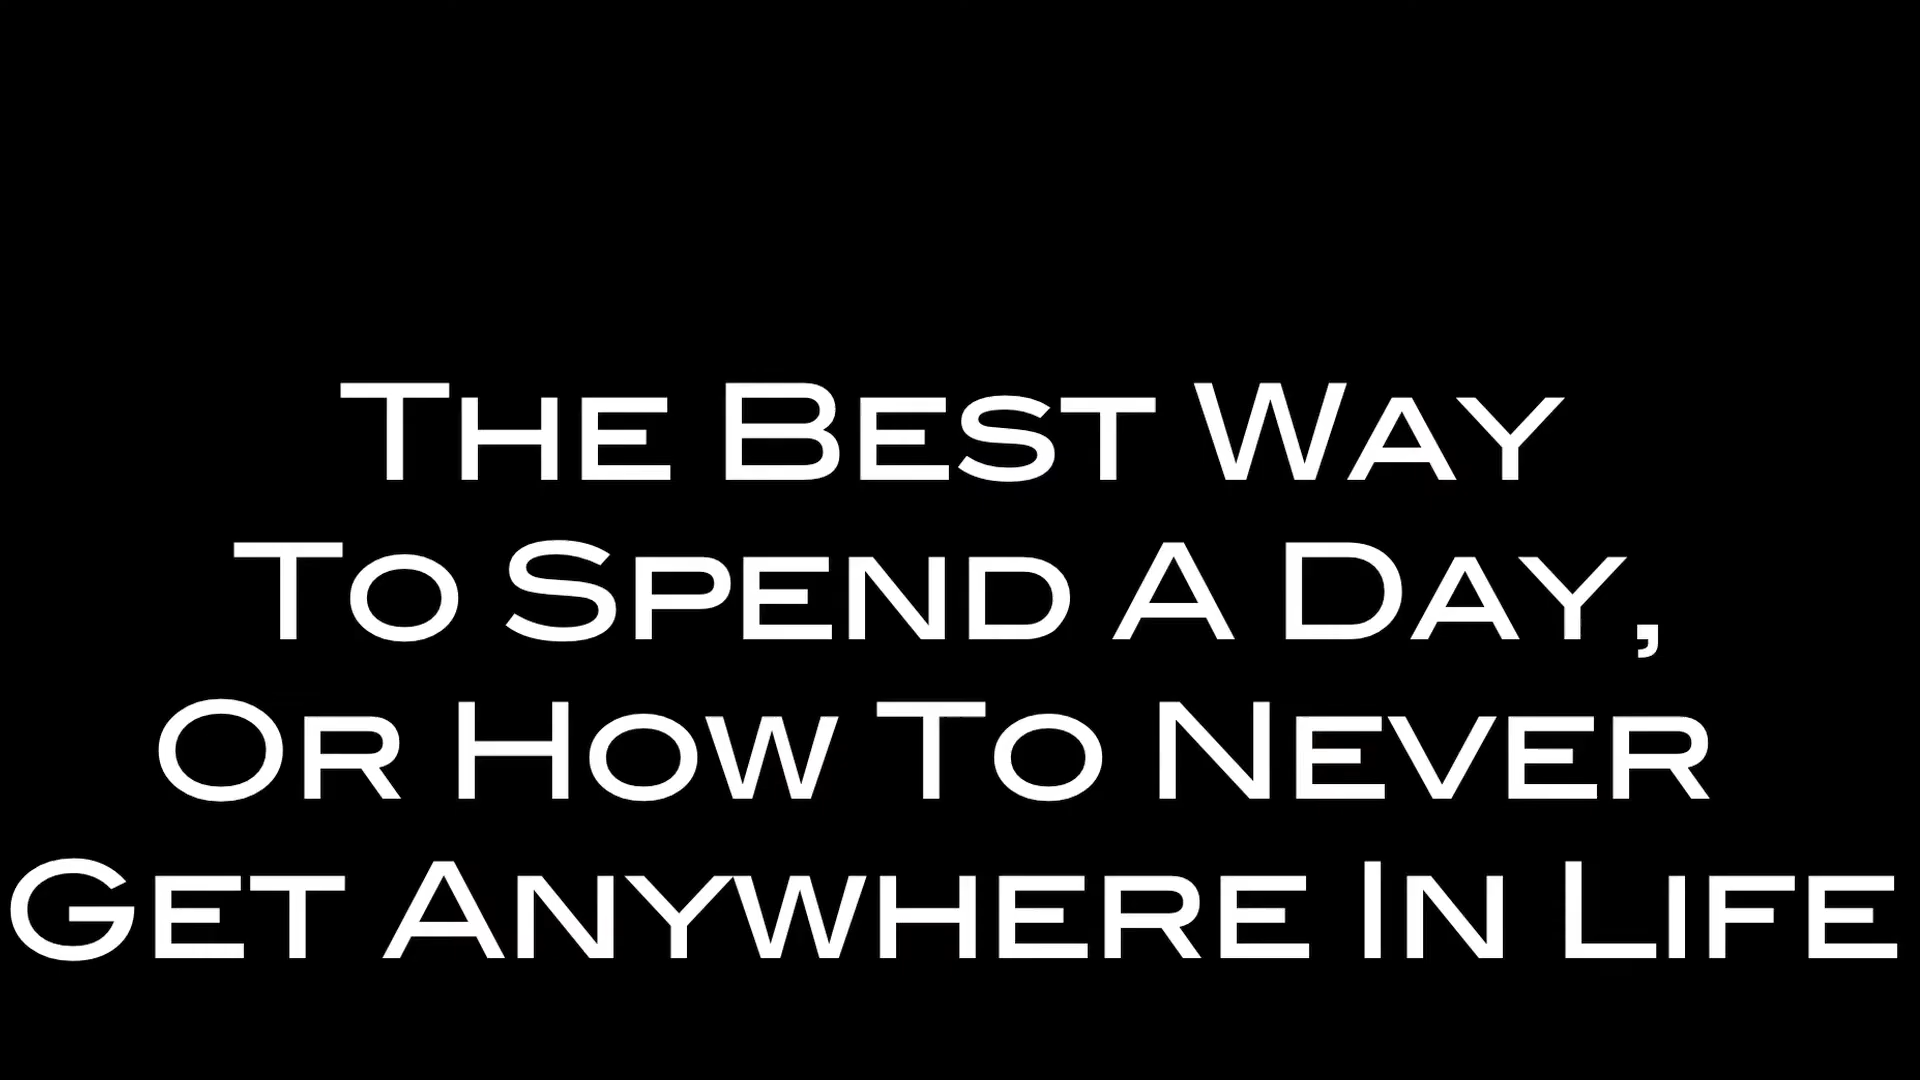 The Best Way
To Spend A Day,
Or How To Never
Get Anywhere In Life